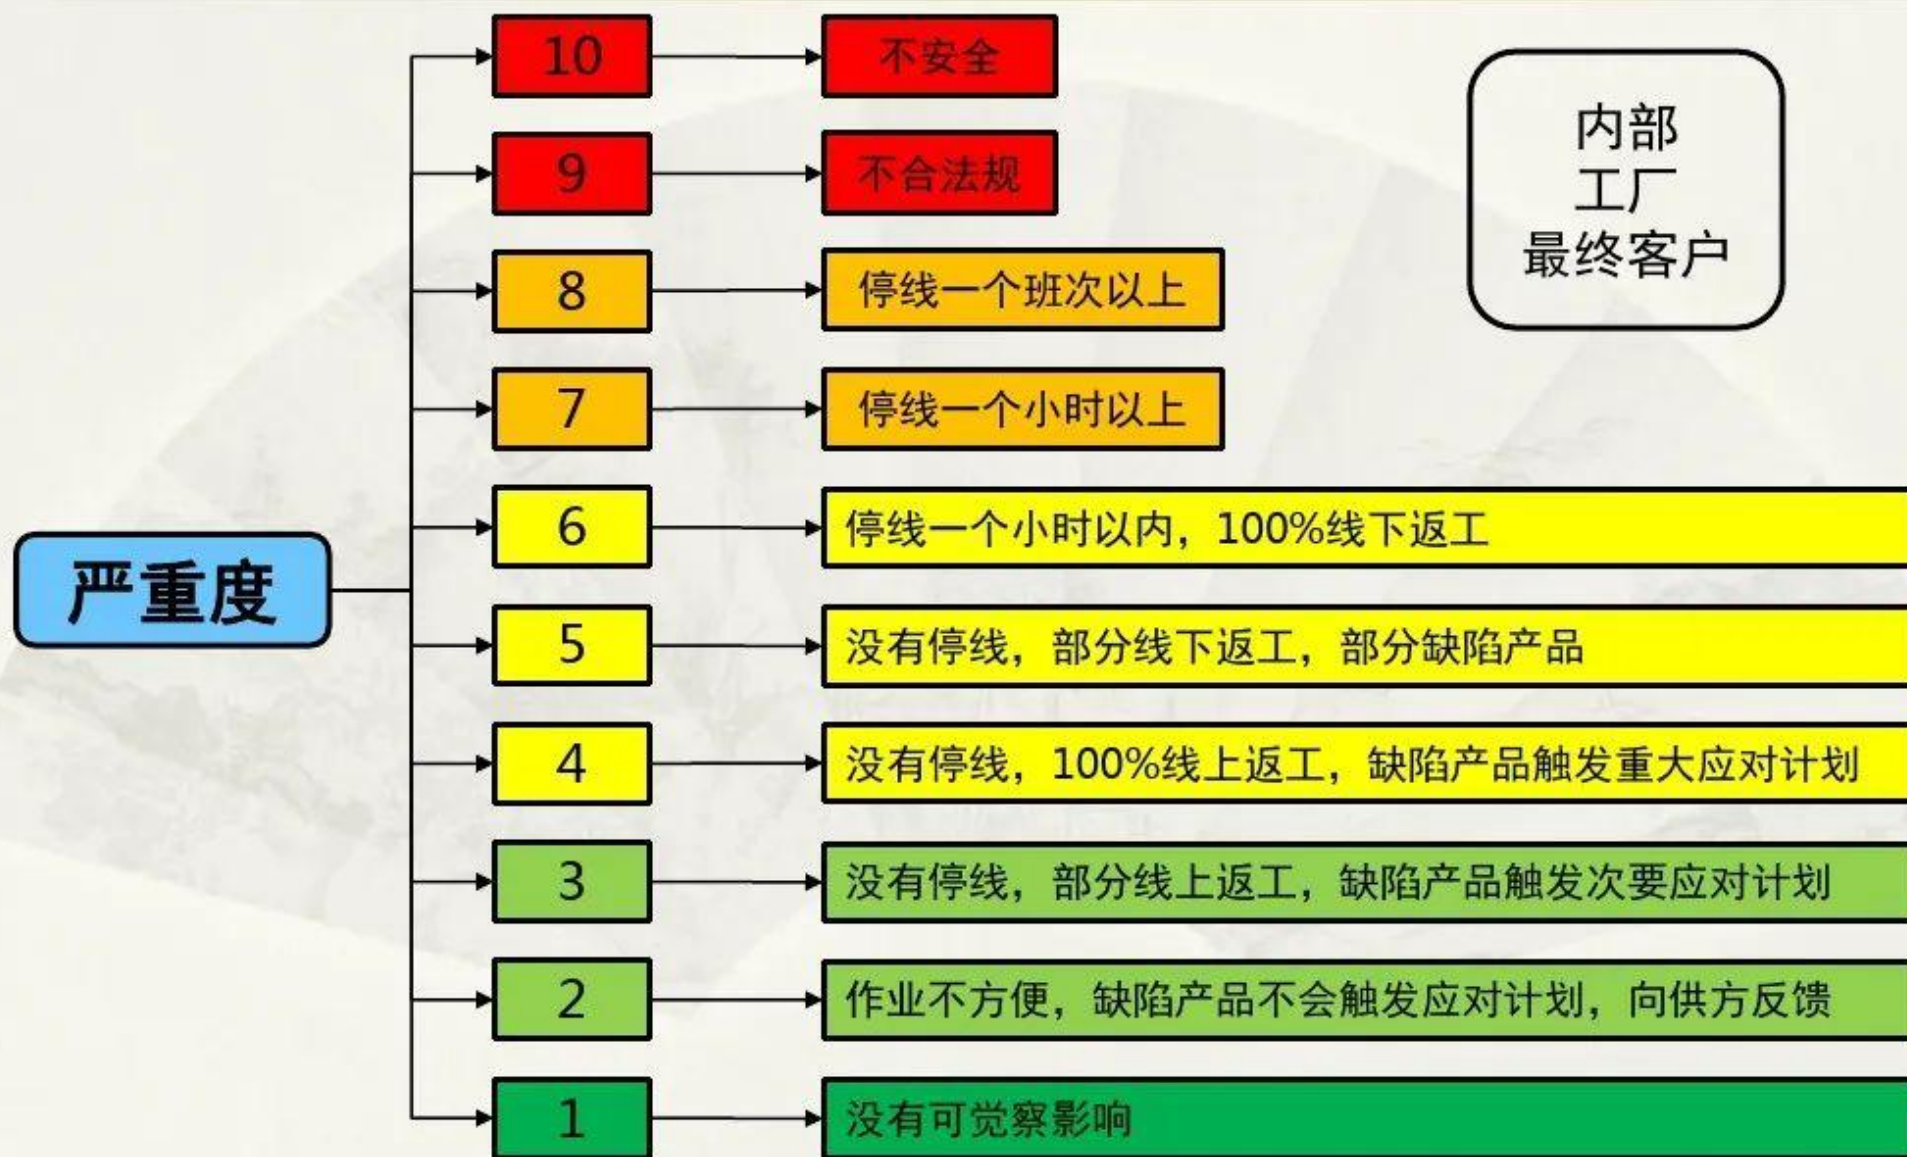 10
不安全
9
不合法规
8
停线一个班次以上
7
停线一个小时以上
6
停线一个小时以内，100%线下返工
5
没有停线，部分线下返工，部分缺陷产品
4
没有停线，100%线上返工，缺陷产品触发重大应对计划
3
没有停线，部分线上返工，缺陷产品触发次要应对计划
2
作业不方便，缺陷产品不会触发应对计划，向供方反馈
1
没有可觉察影响
严重度
内部
工厂
最终客户